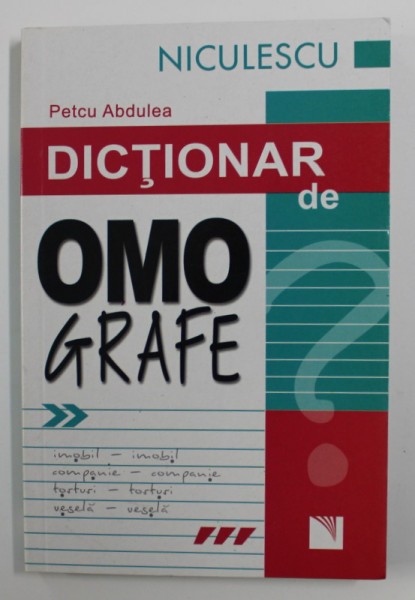 NICULESCU
Petcu Abdulea
DICȚIONAR
de
OMO
GRAFE
?
imobil – imobil
companie – companie
torturi – torturi
veselă – veselă